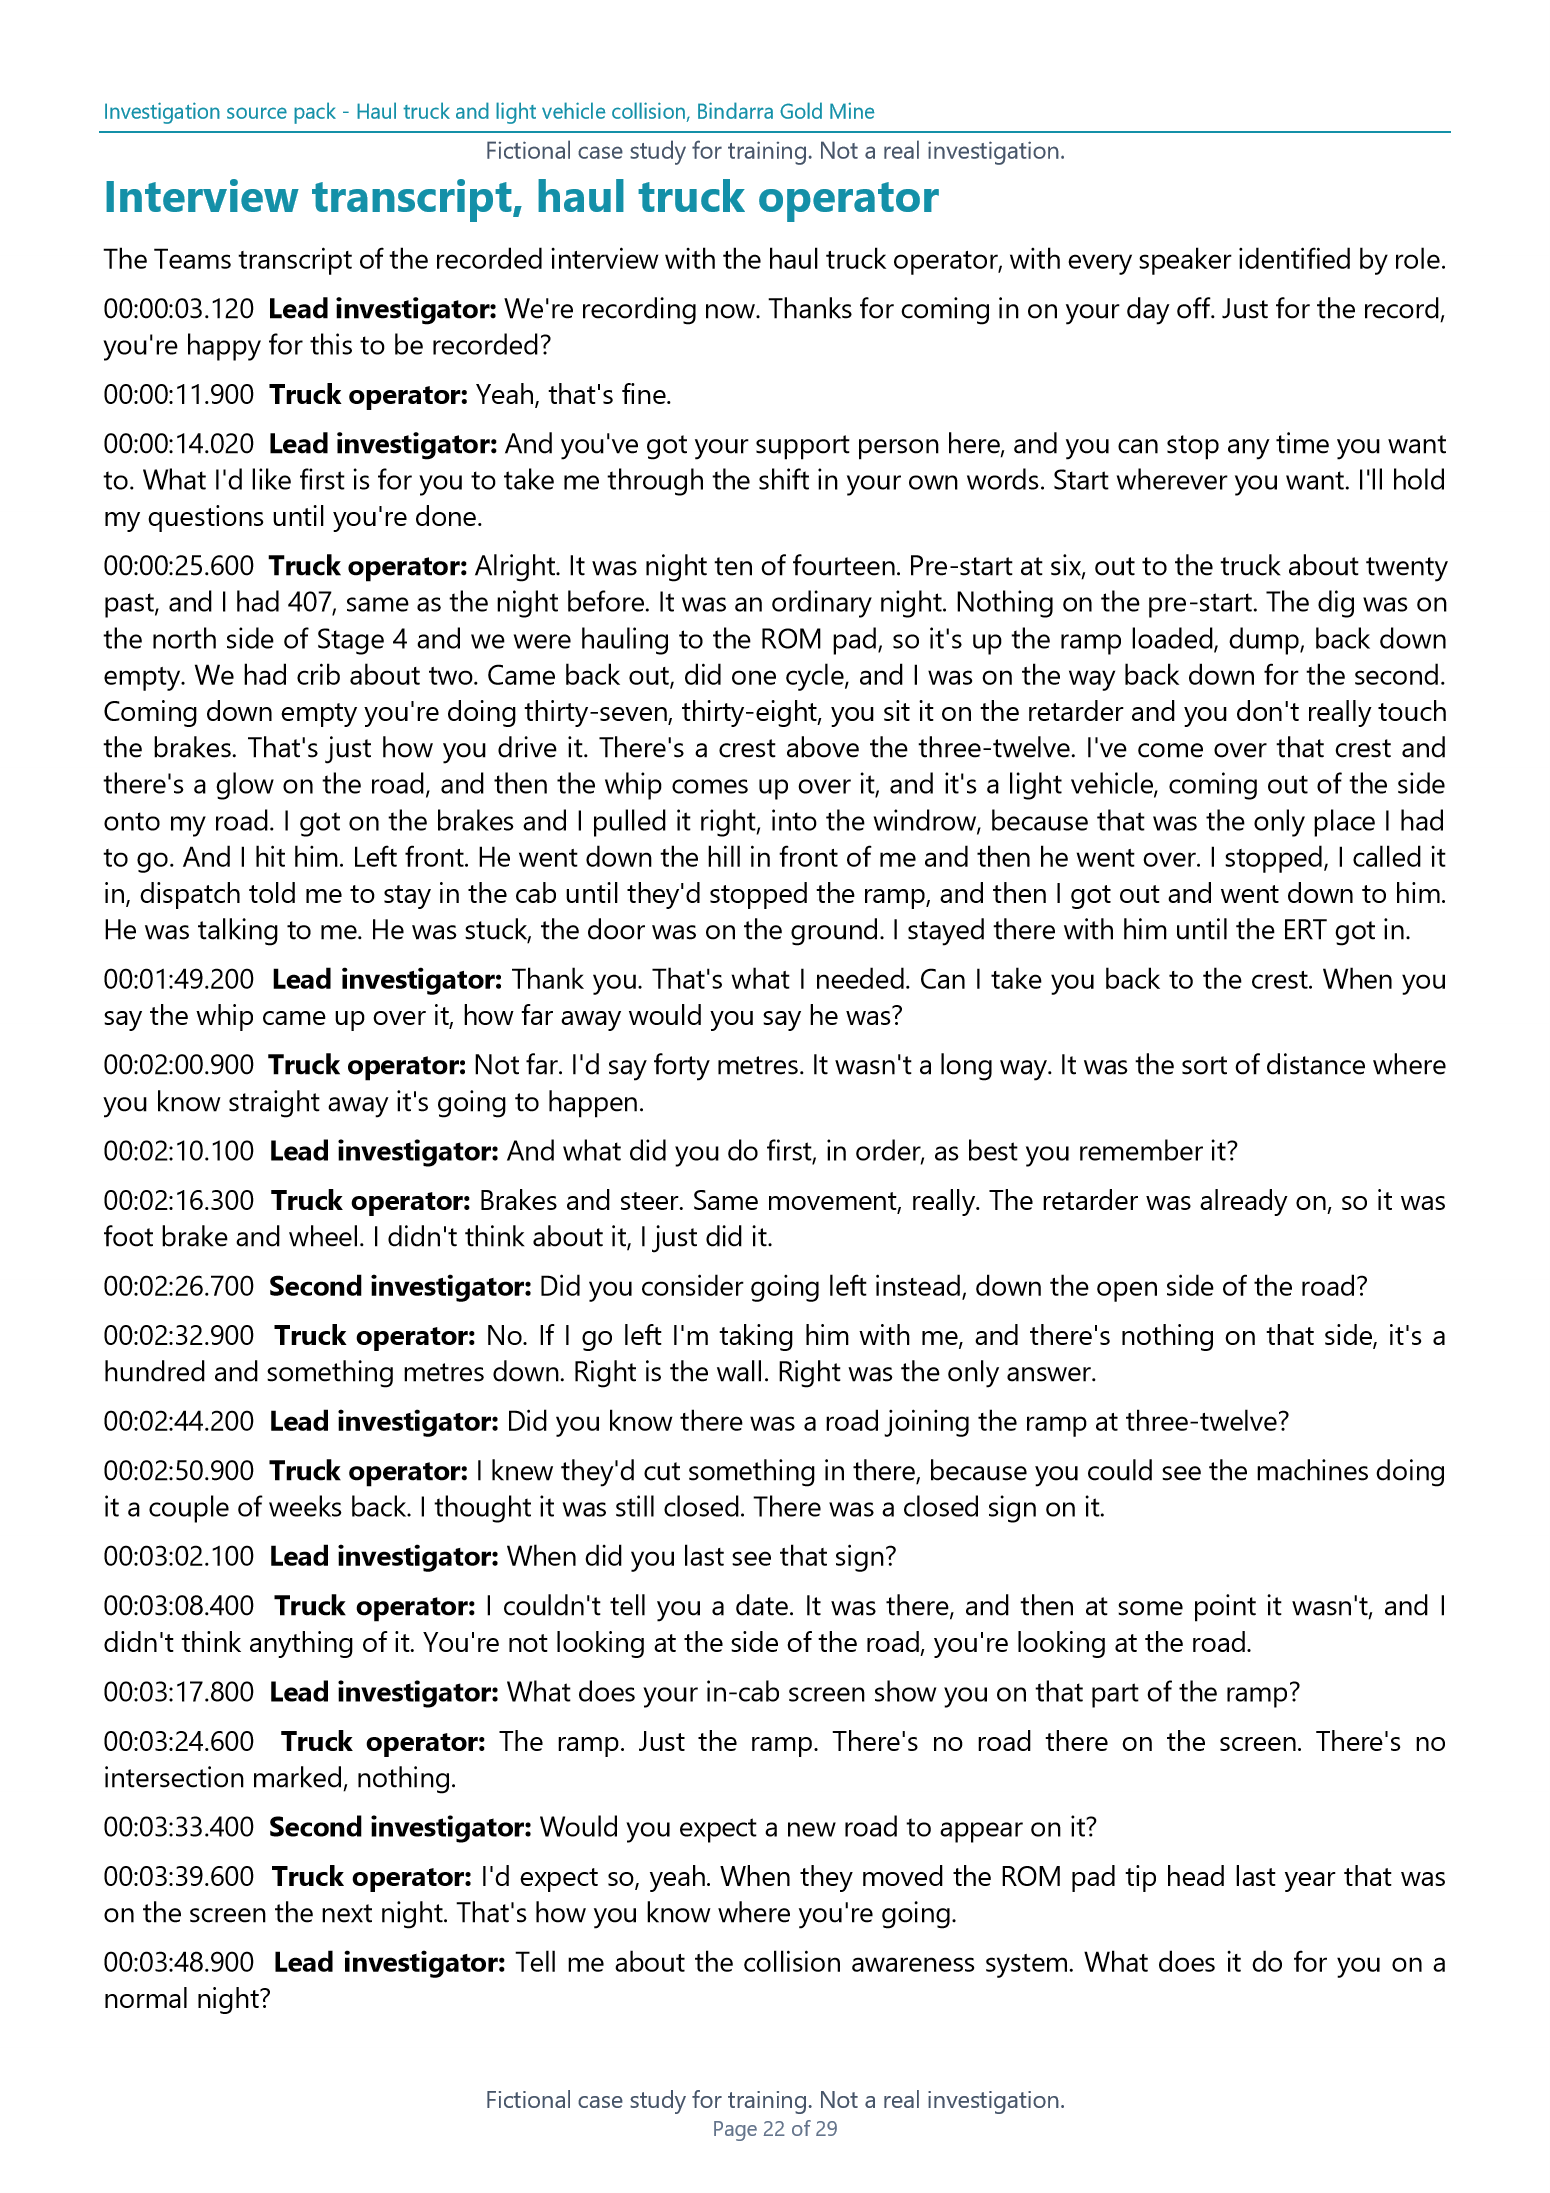 Investigation source pack - Haul truck and light vehicle collision, Bindarra Gold Mine
Fictional case study for training. Not a real investigation.
Interview transcript, haul truck operator
The Teams transcript of the recorded interview with the haul truck operator, with every speaker identified by role.
00:00:03.120 Lead investigator: We're recording now. Thanks for coming in on your day off. Just for the record,
you're happy for this to be recorded?
00:00:11.900 Truck operator: Yeah, that's fine.
00:00:14.020 Lead investigator: And you've got your support person here, and you can stop any time you want
to. What I'd like first is for you to take me through the shift in your own words. Start wherever you want. I'll hold
my questions until you're done.
00:00:25.600 Truck operator: Alright. It was night ten of fourteen. Pre-start at six, out to the truck about twenty
past, and I had 407, same as the night before. It was an ordinary night. Nothing on the pre-start. The dig was on
the north side of Stage 4 and we were hauling to the ROM pad, so it's up the ramp loaded, dump, back down
empty. We had crib about two. Came back out, did one cycle, and I was on the way back down for the second.
Coming down empty you're doing thirty-seven, thirty-eight, you sit it on the retarder and you don't really touch
the brakes. That's just how you drive it. There's a crest above the three-twelve. I've come over that crest and
there's a glow on the road, and then the whip comes up over it, and it's a light vehicle, coming out of the side
onto my road. I got on the brakes and I pulled it right, into the windrow, because that was the only place I had
to go. And I hit him. Left front. He went down the hill in front of me and then he went over. I stopped, I called it
in, dispatch told me to stay in the cab until they'd stopped the ramp, and then I got out and went down to him.
He was talking to me. He was stuck, the door was on the ground. I stayed there with him until the ERT got in.
00:01:49.200 Lead investigator: Thank you. That's what I needed. Can I take you back to the crest. When you
say the whip came up over it, how far away would you say he was?
00:02:00.900 Truck operator: Not far. I'd say forty metres. It wasn't a long way. It was the sort of distance where
you know straight away it's going to happen.
00:02:10.100 Lead investigator: And what did you do first, in order, as best you remember it?
00:02:16.300 Truck operator: Brakes and steer. Same movement, really. The retarder was already on, so it was
foot brake and wheel. I didn't think about it, I just did it.
00:02:26.700 Second investigator: Did you consider going left instead, down the open side of the road?
00:02:32.900 Truck operator: No. If I go left I'm taking him with me, and there's nothing on that side, it's a
hundred and something metres down. Right is the wall. Right was the only answer.
00:02:44.200 Lead investigator: Did you know there was a road joining the ramp at three-twelve?
00:02:50.900 Truck operator: I knew they'd cut something in there, because you could see the machines doing
it a couple of weeks back. I thought it was still closed. There was a closed sign on it.
00:03:02.100 Lead investigator: When did you last see that sign?
00:03:08.400 Truck operator: I couldn't tell you a date. It was there, and then at some point it wasn't, and I
didn't think anything of it. You're not looking at the side of the road, you're looking at the road.
00:03:17.800 Lead investigator: What does your in-cab screen show you on that part of the ramp?
00:03:24.600 Truck operator: The ramp. Just the ramp. There's no road there on the screen. There's no
intersection marked, nothing.
00:03:33.400 Second investigator: Would you expect a new road to appear on it?
00:03:39.600 Truck operator: I'd expect so, yeah. When they moved the ROM pad tip head last year that was
on the screen the next night. That's how you know where you're going.
00:03:48.900 Lead investigator: Tell me about the collision awareness system. What does it do for you on a
normal night?
Fictional case study for training. Not a real investigation.
Page 22 of 29